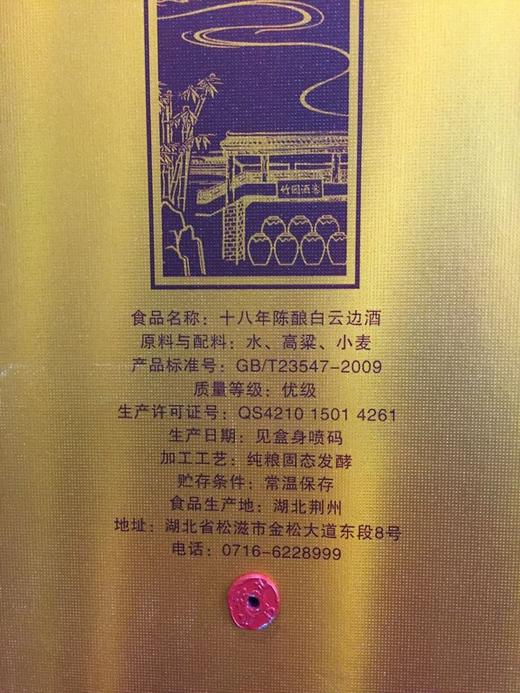 竹园酒窖
食品名称：十八年陈酿白云边酒
原料与配料：水、高粱、小麦
产品标准号：GB/T23547-2009
质量等级：优级
生产许可证号：QS4210 1501 4261
生产日期：见盒身喷码
加工工艺：纯粮固态发酵
贮存条件：常温保存
食品生产地：湖北荆州
地址：湖北省松滋市金松大道东段8号
电话：0716-6228999